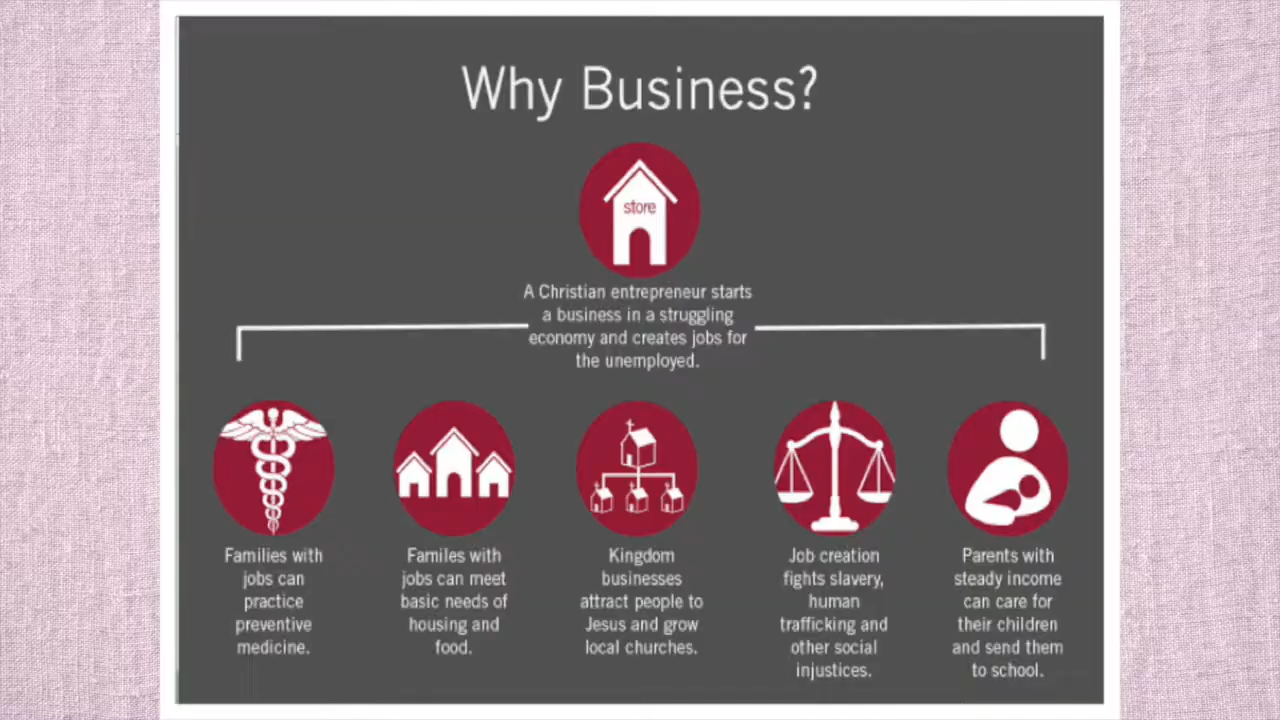 Why Business?
store
A Christian entrepreneur starts
a business in a struggling
economy and creates jobs for
the unemployed.
Families with
jobs can
practice
preventive
medicine.
Familes with
jobs can meet
basic needs of
housing and
food.
Kingdom
businesses
attract people to
Jesus and grow
local churches.
Job creation
fights slavery,
human
trafficking and
other social
injustices.
Parents with
steady income
can care for
their children
and send them
to school.